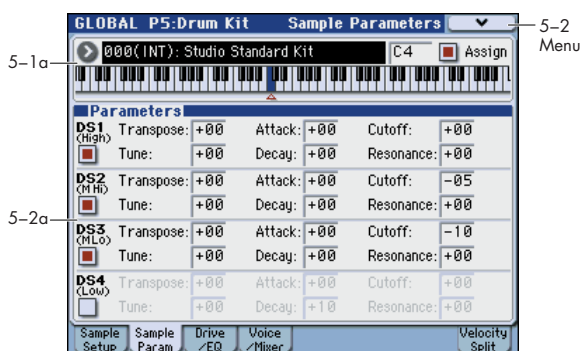 GLOBAL P5:Drum Kit Sample Parameters
5–2
Menu
000(INT): Studio Standard Kit C4 Assign
5–1a
Parameters
DS1 Transpose: +00 Attack: +00 Cutoff: +00
(High)
Tune: +00 Decay: +00 Resonance: +00
DS2 Transpose: +00 Attack: +00 Cutoff: -05
(MHi)
Tune: +00 Decay: +00 Resonance: +00
5–2a
DS3 Transpose: +00 Attack: +00 Cutoff: -10
(MLo)
Tune: +00 Decay: +00 Resonance: +00
DS4 Transpose: +00 Attack: +00 Cutoff: +00
(Low)
Tune: +00 Decay: +10 Resonance: +00
Sample Sample Drive Voice Velocity
Setup Param /EQ /Mixer Split